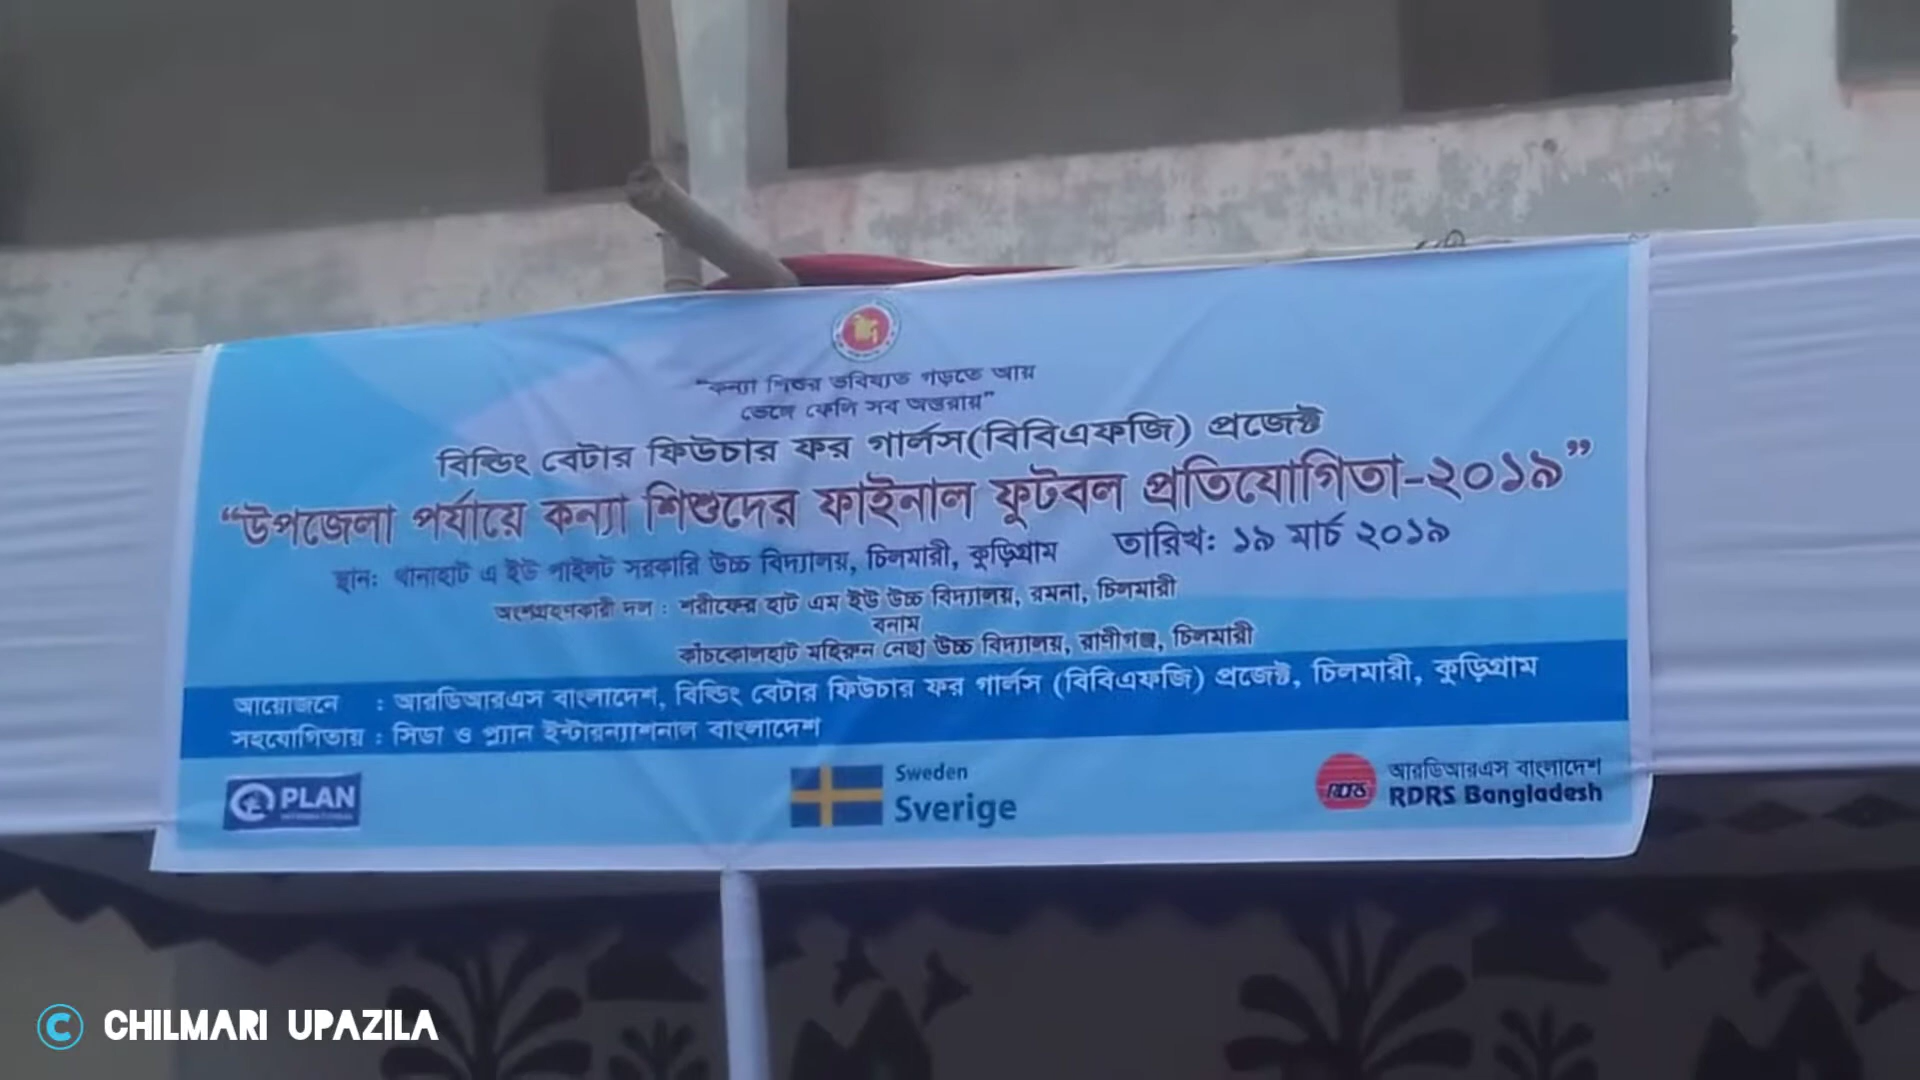 "কন্যা শিশুর ভবিষ্যত গড়তে আয়
ভেঙ্গে ফেলি সব অন্তরায়"
বিল্ডিং বেটার ফিউচার ফর গার্লস(বিবিএফজি) প্রজেক্ট
“উপজেলা পর্যায়ে কন্যা শিশুদের ফাইনাল ফুটবল প্রতিযোগিতা-২০১৯”
স্থান: থানাহাট এ ইউ পাইলট সরকারি উচ্চ বিদ্যালয়, চিলমারী, কুড়িগ্রাম তারিখ: ১৯ মার্চ ২০১৯
অংশগ্রহণকারী দল : শরীফের হাট এম ইউ উচ্চ বিদ্যালয়, রমনা, চিলমারী
বনাম
কাঁচকোলহাট মহিরুন নেছা উচ্চ বিদ্যালয়, রাণীগঞ্জ, চিলমারী
আয়োজনে : আরডিআরএস বাংলাদেশ, বিল্ডিং বেটার ফিউচার ফর গার্লস (বিবিএফজি) প্রজেক্ট, চিলমারী, কুড়িগ্রাম
সহযোগিতায় : সিডা ও প্ল্যান ইন্টারন্যাশনাল বাংলাদেশ
PLAN
INTERNATIONAL
Sweden
Sverige
RDRS
আরডিআরএস বাংলাদেশ
RDRS Bangladesh
© CHILMARI UPAZILA